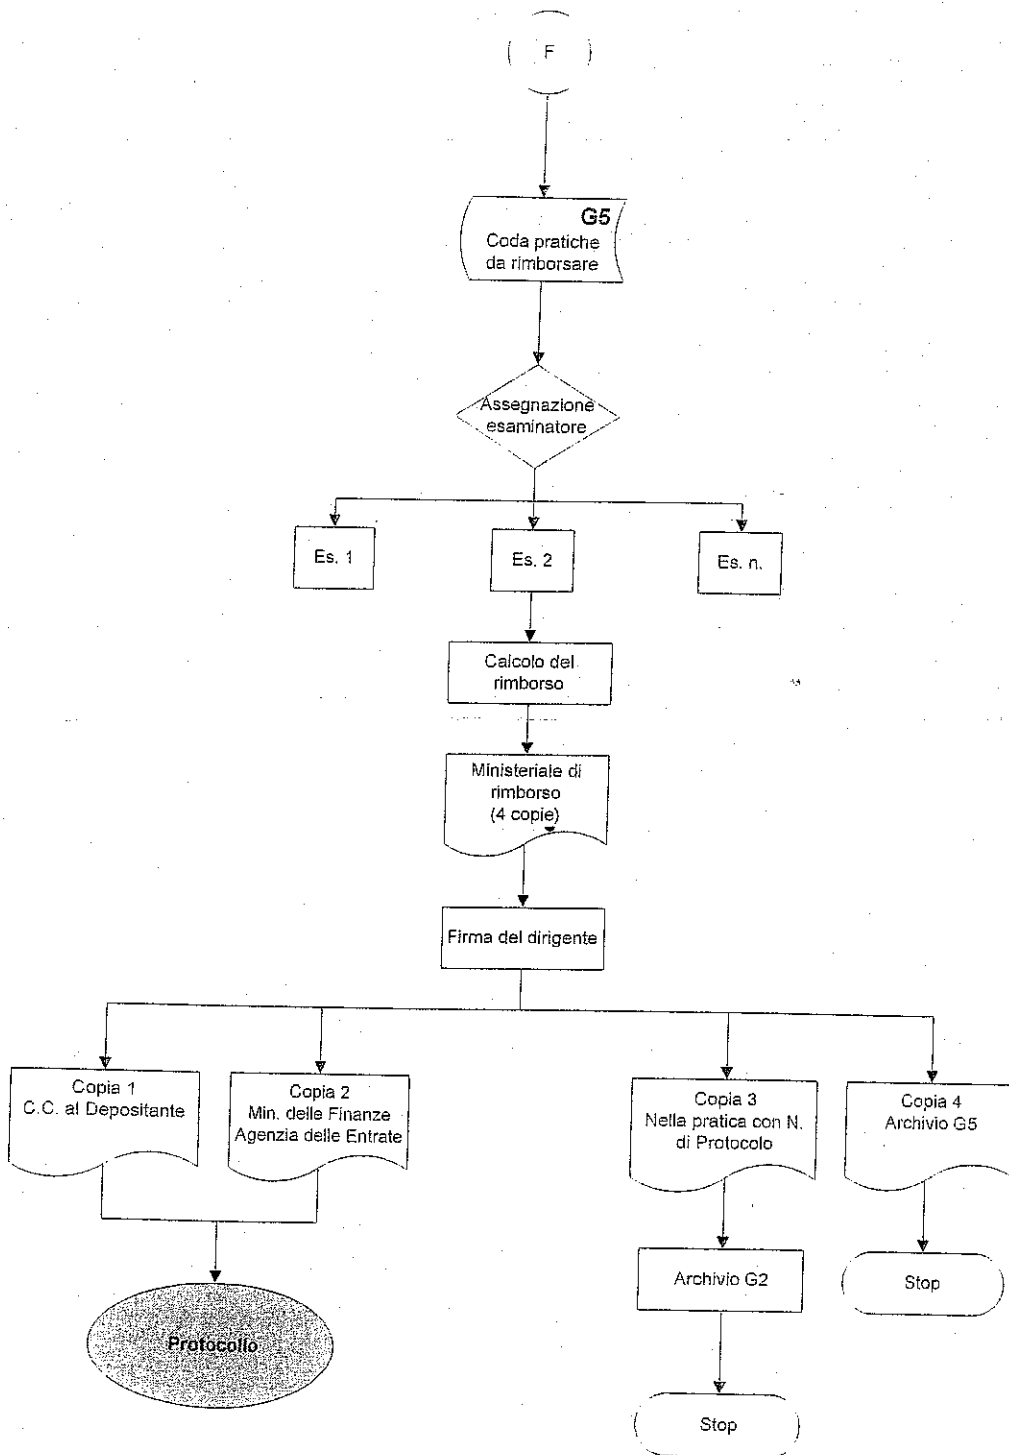 F
G5
Coda pratiche
da rimborsare
Assegnazione
esaminatore
Es. 1
Es. 2
Es. n.
Calcolo del
rimborso
Ministeriale di
rimborso
(4 copie)
Firma del dirigente
Copia 1
C.C. al Depositante
Copia 2
Min. delle Finanze
Agenzia delle Entrate
Copia 3
Nella pratica con N.
di Protocolo
Copia 4
Archivio G5
Protocollo
Archivio G2
Stop
Stop